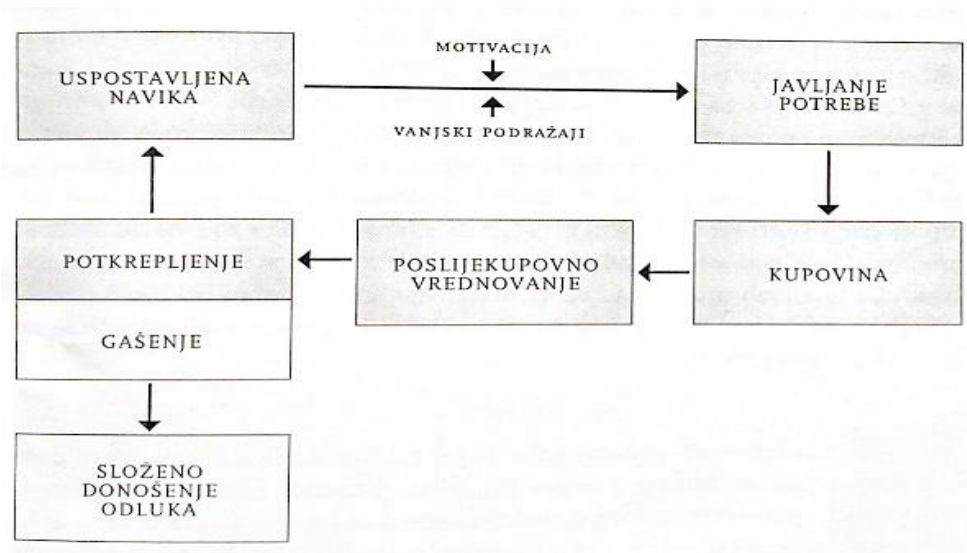 USPOSTAVLJENA
NAVIKA
MOTIVACIJA
VANJSKI PODRAŽAJI
JAVLJANJE
POTREBE
POTKREPLJENJE
POSLIJEKUPOVNO
VREDNOVANJE
KUPOVINA
GAŠENJE
SLOŽENO
DONOŠENJE
ODLUKA